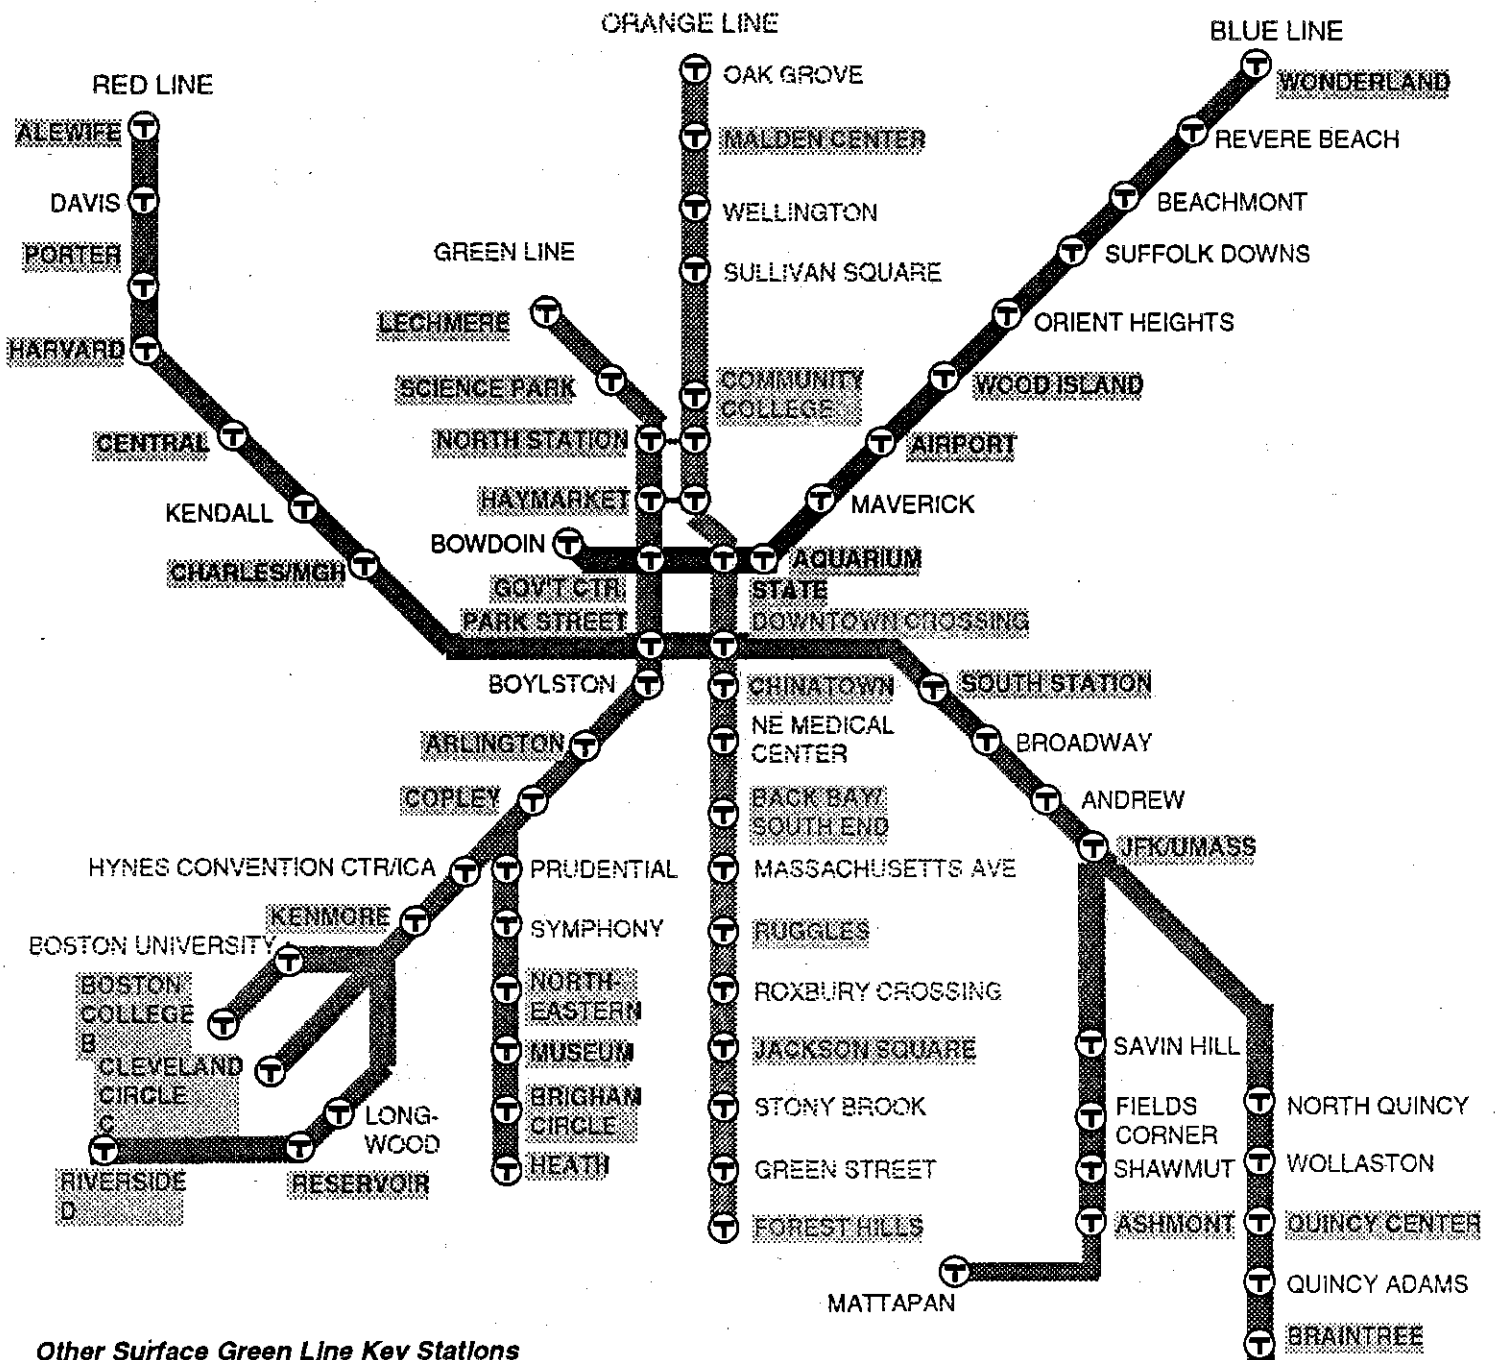 ORANGE LINE
BLUE LINE
RED LINE
OAK GROVE
WONDERLAND
ALEWIFE
MALDEN CENTER
REVERE BEACH
DAVIS
WELLINGTON
BEACHMONT
PORTER
GREEN LINE
SUFFOLK DOWNS
SULLIVAN SQUARE
LECHMERE
ORIENT HEIGHTS
HARVARD
SCIENCE PARK
COMMUNITY
COLLEGE
WOOD ISLAND
CENTRAL
NORTH STATION
AIRPORT
KENDALL
HAYMARKET
MAVERICK
BOWDOIN
CHARLES/MGH
AQUARIUM
GOV'T CTR.
STATE
PARK STREET
DOWNTOWN CROSSING
BOYLSTON
CHINATOWN
SOUTH STATION
ARLINGTON
NE MEDICAL
CENTER
BROADWAY
COPLEY
BACK BAY/
SOUTH END
ANDREW
JFK/UMASS
HYNES CONVENTION CTR/ICA
PRUDENTIAL
MASSACHUSETTS AVE
KENMORE
SYMPHONY
RUGGLES
BOSTON UNIVERSITY
BOSTON
COLLEGE
B
NORTH-
EASTERN
ROXBURY CROSSING
CLEVELAND
CIRCLE
C
MUSEUM
JACKSON SQUARE
SAVIN HILL
LONG-
WOOD
BRIGHAM
CIRCLE
STONY BROOK
FIELDS
CORNER
NORTH QUINCY
RIVERSIDE
D
RESERVOIR
HEATH
GREEN STREET
SHAWMUT
WOLLASTON
FOREST HILLS
ASHMONT
QUINCY CENTER
MATTAPAN
QUINCY ADAMS
BRAINTREE
Other Surface Green Line Key Stations